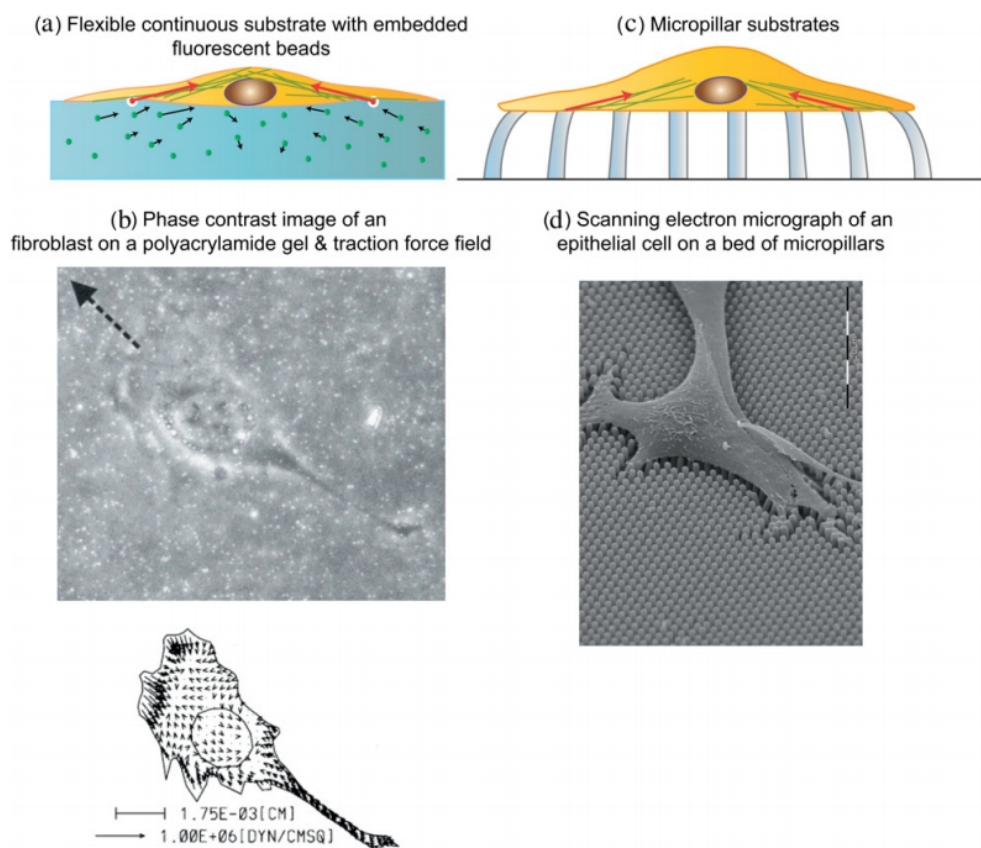 (a) Flexible continuous substrate with embedded
fluorescent beads
(c) Micropillar substrates
(b) Phase contrast image of an
fibroblast on a polyacrylamide gel & traction force field
(d) Scanning electron micrograph of an
epithelial cell on a bed of micropillars
1.75E-03[CM]
1.00E+06[DYN/CMSQ]